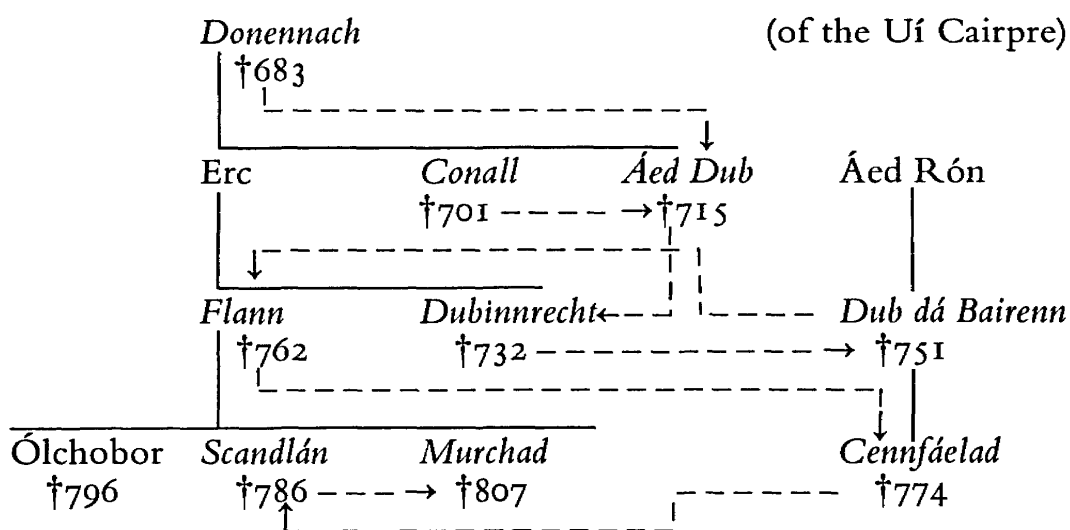 Donennach (of the Uí Cairpre)
†683
Erc Conall Áed Dub Áed Rón
†701 †715
Flann Dubinnrecht Dub dá Bairenn
†762 †732 †751
Ólchobor Scandlán Murchad Cennfáelad
†796 †786 †807 †774